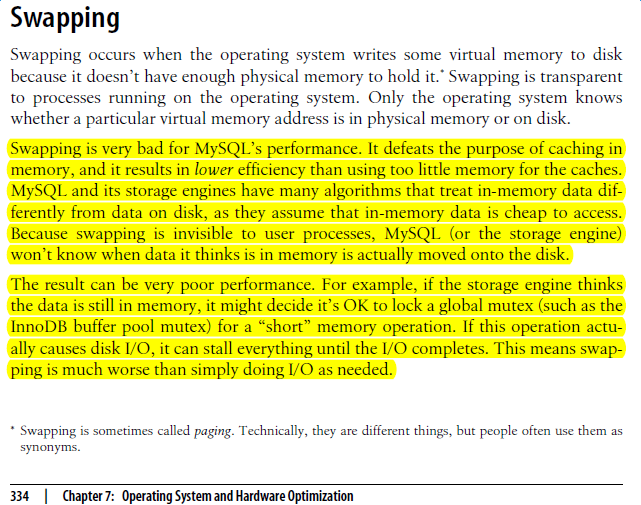 Swapping
Swapping occurs when the operating system writes some virtual memory to disk
because it doesn’t have enough physical memory to hold it.* Swapping is transparent
to processes running on the operating system. Only the operating system knows
whether a particular virtual memory address is in physical memory or on disk.
Swapping is very bad for MySQL’s performance. It defeats the purpose of caching in
memory, and it results in lower efficiency than using too little memory for the caches.
MySQL and its storage engines have many algorithms that treat in-memory data dif-
ferently from data on disk, as they assume that in-memory data is cheap to access.
Because swapping is invisible to user processes, MySQL (or the storage engine)
won’t know when data it thinks is in memory is actually moved onto the disk.
The result can be very poor performance. For example, if the storage engine thinks
the data is still in memory, it might decide it’s OK to lock a global mutex (such as the
InnoDB buffer pool mutex) for a “short” memory operation. If this operation actu-
ally causes disk I/O, it can stall everything until the I/O completes. This means swap-
ping is much worse than simply doing I/O as needed.
* Swapping is sometimes called paging. Technically, they are different things, but people often use them as
synonyms.
334 | Chapter 7: Operating System and Hardware Optimization